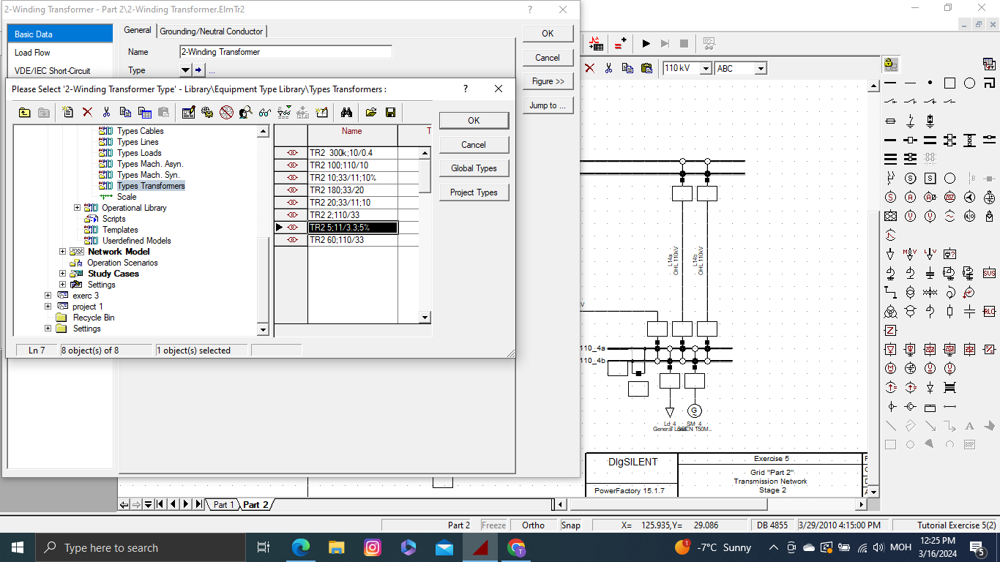 2-Winding Transformer - Part 2\2-Winding Transformer.ElmTr2
?
Basic Data
Load Flow
VDE/IEC Short-Circuit
General
Grounding/Neutral Conductor
Name
2-Winding Transformer
Type
...
OK
Cancel
Figure >>
Jump to ...
Please Select '2-Winding Transformer Type' - Library\Equipment Type Library\Types Transformers :
?
Types Cables
Types Lines
Types Loads
Types Mach. Asyn.
Types Mach. Syn.
Types Transformers
Scale
Operational Library
Scripts
Templates
Userdefined Models
Network Model
Operation Scenarios
Study Cases
Settings
exerc 3
project 1
Recycle Bin
Settings
Name
T
TR2 300k;10/0.4
TR2 100;110/10
TR2 10;33/11;10%
TR2 180;33/20
TR2 20;33/11;10
TR2 2;110/33
TR2 5;11/3.3;5%
TR2 60;110/33
OK
Cancel
Global Types
Project Types
Ln 7
8 object(s) of 8
1 object(s) selected
110 kV
ABC
L14a
OHL 110kV
L14b
OHL 110kV
110_4a
110_4b
G
Ld_4
General Load
SM_4
DIgSILENT
PowerFactory 15.1.7
Exercise 5
Grid "Part 2"
Transmission Network
Stage 2
Part 1
Part 2
Part 2
Freeze
Ortho
Snap
X= 125.935,Y= 29.086
DB 4855
3/29/2010 4:15:00 PM
Tutorial Exercise 5(2)
Type here to search
-7°C Sunny
МОН
12:25 PM
3/16/2024
5